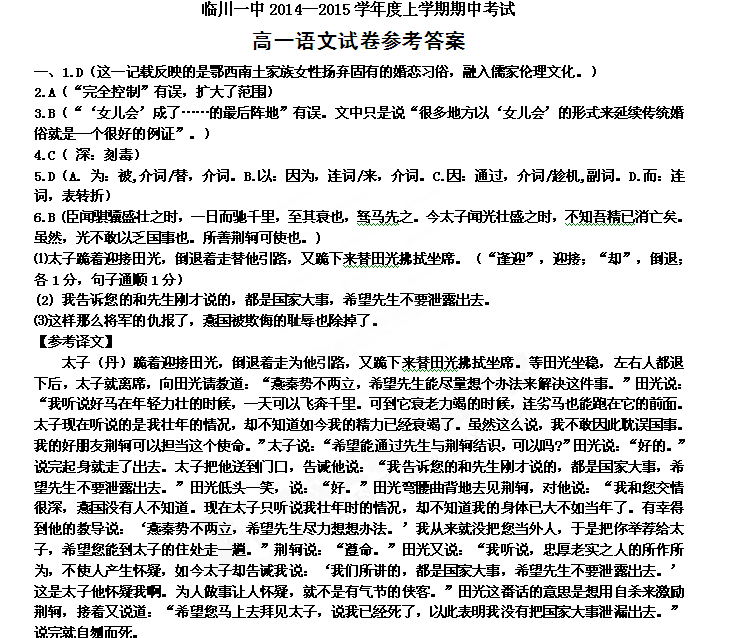 临川一中 2014—2015 学年度上学期期中考试
高一语文试卷参考答案
一、1.D（这一记载反映的是鄂西南土家族女性扬弃固有的婚恋习俗，融入儒家伦理文化。）
2.A（“完全控制”有误，扩大了范围）
3.B（“‘女儿会’成了……的最后阵地”有误。文中只是说“很多地方以‘女儿会’的形式来延续传统婚
俗就是一个很好的例证”。）
4.C（ 深：刻毒）
5.D（A. 为：被,介词/替，介词。B.以：因为，连词/来，介词。C.因：通过，介词/趁机,副词。D.而：连
词，表转折）
6.B (臣闻骐骥盛壮之时，一日而驰千里，至其衰也，驽马先之。今太子闻光壮盛之时，不知吾精已消亡矣。
虽然，光不敢以乏国事也。所善荆轲可使也。)
⑴太子跪着迎接田光，倒退着走替他引路，又跪下来替田光拂拭坐席。（“逢迎”，迎接；“却”，倒退；
各 1 分，句子通顺 1 分）
(2) 我告诉您的和先生刚才说的，都是国家大事，希望先生不要泄露出去。
⑶这样那么将军的仇报了，燕国被欺侮的耻辱也除掉了。
【参考译文】
太子（丹）跪着迎接田光，倒退着走为他引路，又跪下来替田光拂拭坐席。等田光坐稳，左右人都退
下后，太子就离席，向田光请教道：“燕秦势不两立，希望先生能尽量想个办法来解决这件事。”田光说：
“我听说好马在年轻力壮的时候，一天可以飞奔千里。可到它衰老力竭的时候，连劣马也能跑在它的前面。
太子现在听说的是我壮年的情况，却不知道如今我的精力已经衰竭了。虽然这么说，我不敢因此耽误国事。
我的好朋友荆轲可以担当这个使命。”太子说：“希望能通过先生与荆轲结识，可以吗?”田光说：“好的。”
说完起身就走了出去。太子把他送到门口，告诫他说：“我告诉您的和先生刚才说的，都是国家大事，希
望先生不要泄露出去。”田光低头一笑，说：“好。”田光弯腰曲背地去见荆轲，对他说：“我和您交情
很深，燕国没有人不知道。现在太子只听说我壮年时的情况，却不知道我的身体已大不如当年了。有幸得
到他的教导说：‘燕秦势不两立，希望先生尽力想想办法。’我从来就没把您当外人，于是把你举荐给太
子，希望您能到太子的住处走一趟。”荆轲说：“遵命。”田光又说：“我听说，忠厚老实之人的所作所
为，不使人产生怀疑，如今太子却告诫我说：‘我们所讲的，都是国家大事，希望先生不要泄露出去。’
这是太子他怀疑我啊。为人做事让人怀疑，就不是有气节的侠客。”田光这番话的意思是想用自杀来激励
荆轲，接着又说道：“希望您马上去拜见太子，说我已经死了，以此表明我没有把国家大事泄漏出去。”
说完就自刎而死。